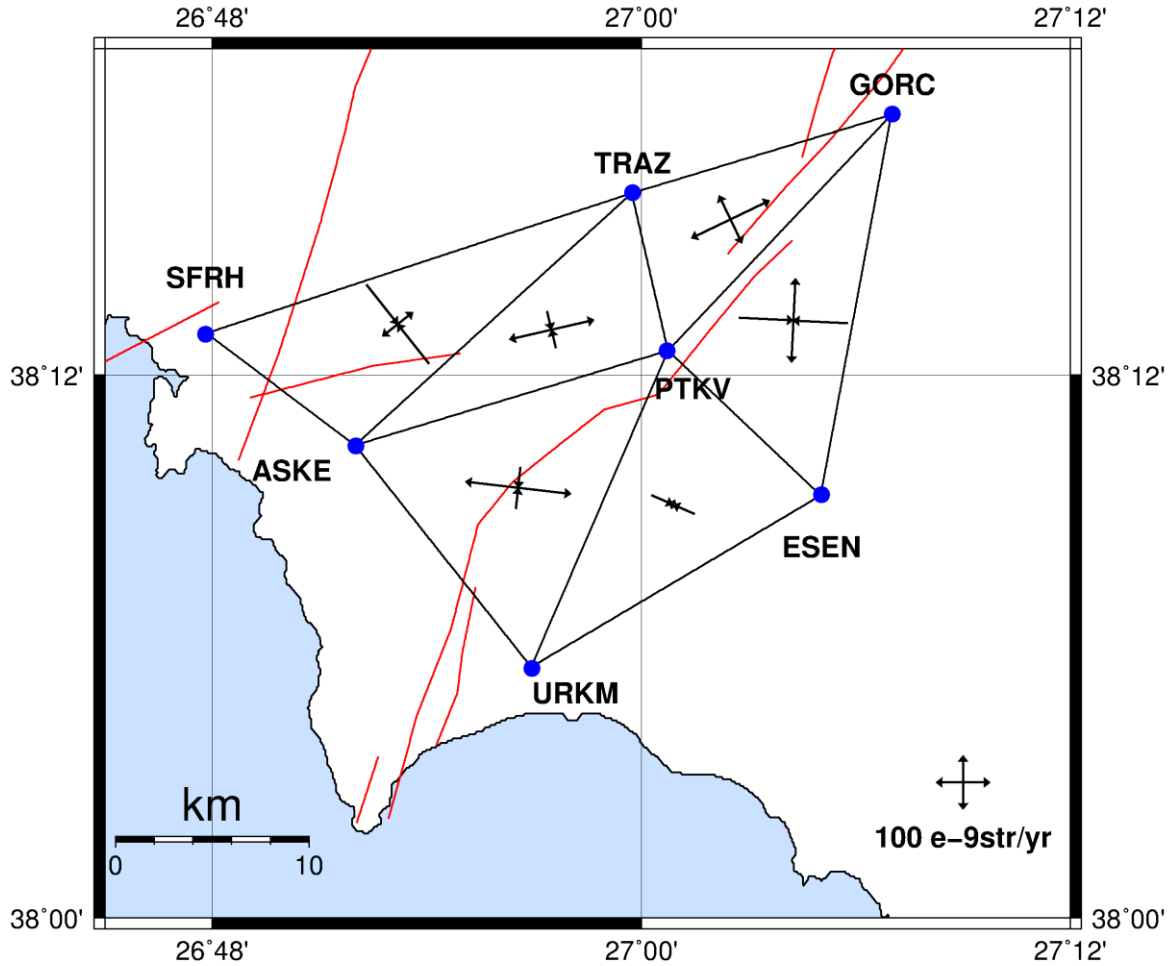 26°48' 27°00' 27°12'
GORC
TRAZ
SFRH
38°12' 38°12'
PTKV
ASKE
ESEN
URKM
km
0 10
100 e−9str/yr
38°00' 38°00'
26°48' 27°00' 27°12'